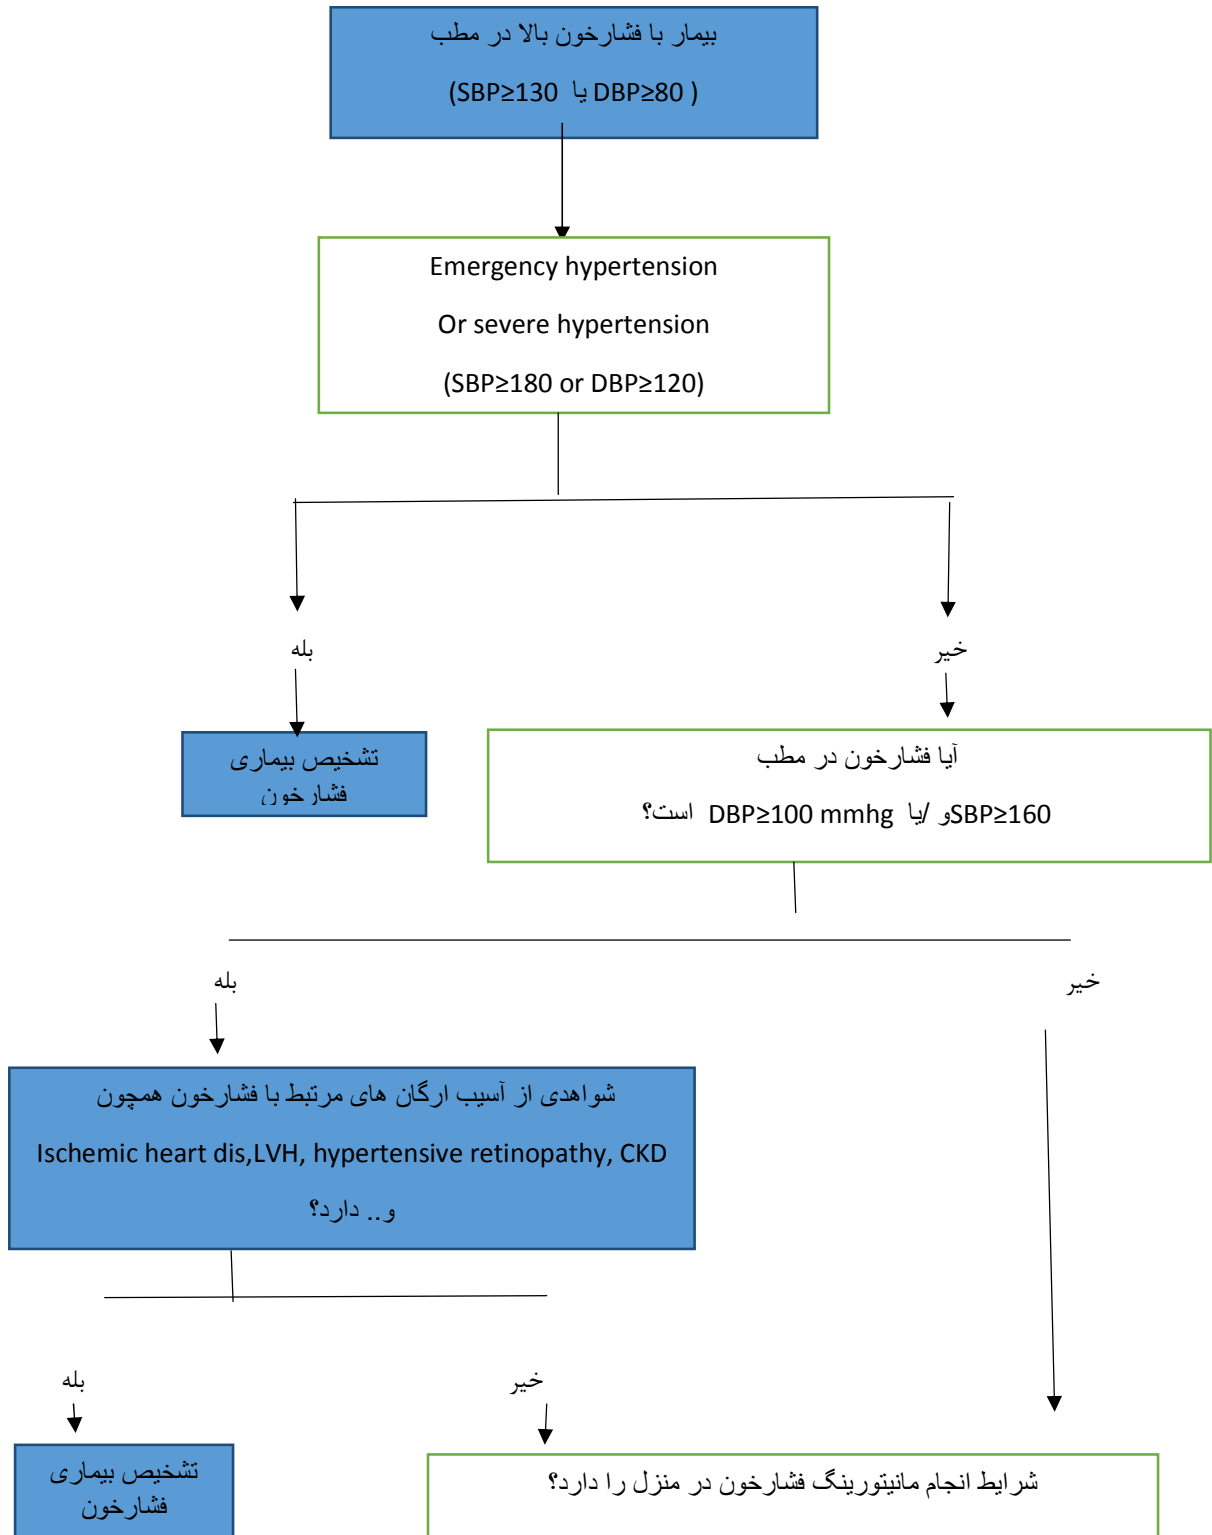 بیمار با فشارخون بالا در مطب
(SBP≥130 یا DBP≥80 )
Emergency hypertension
Or severe hypertension
(SBP≥180 or DBP≥120)
بله
خیر
تشخیص بیماری
فشارخون
آیا فشارخون در مطب
SBP≥160و /یا DBP≥100 mmhg است؟
بله
خیر
شواهدی از آسیب ارگان های مرتبط با فشارخون همچون
Ischemic heart dis,LVH, hypertensive retinopathy, CKD
و.. دارد؟
بله
خیر
تشخیص بیماری
فشارخون
شرایط انجام مانیتورینگ فشارخون در منزل را دارد؟